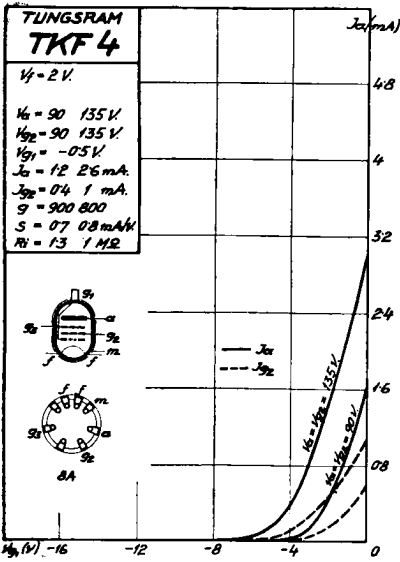 TUNGSRAM
TKF 4
Vf = 2 V.
Va = 90 135 V.
Vg2 = 90 135 V.
Vg1 = -0.5 V.
Ja = 1.2 2.6 mA.
Jg2 = 0.4 1 mA.
g = 900 800
S = 0.7 0.8 mA/V.
Ri = 1.3 1 MΩ
g1
a
g3
g2
m
f f
f f
m
g3
a
g2
8A
Ja (mA)
4.8
4
3.2
2.4
1.6
0.8
0
Ja
Jg2
Va = Vg2 = 135 V.
Va = Vg2 = 90 V.
Vg1 (V) -16 -12 -8 -4 0